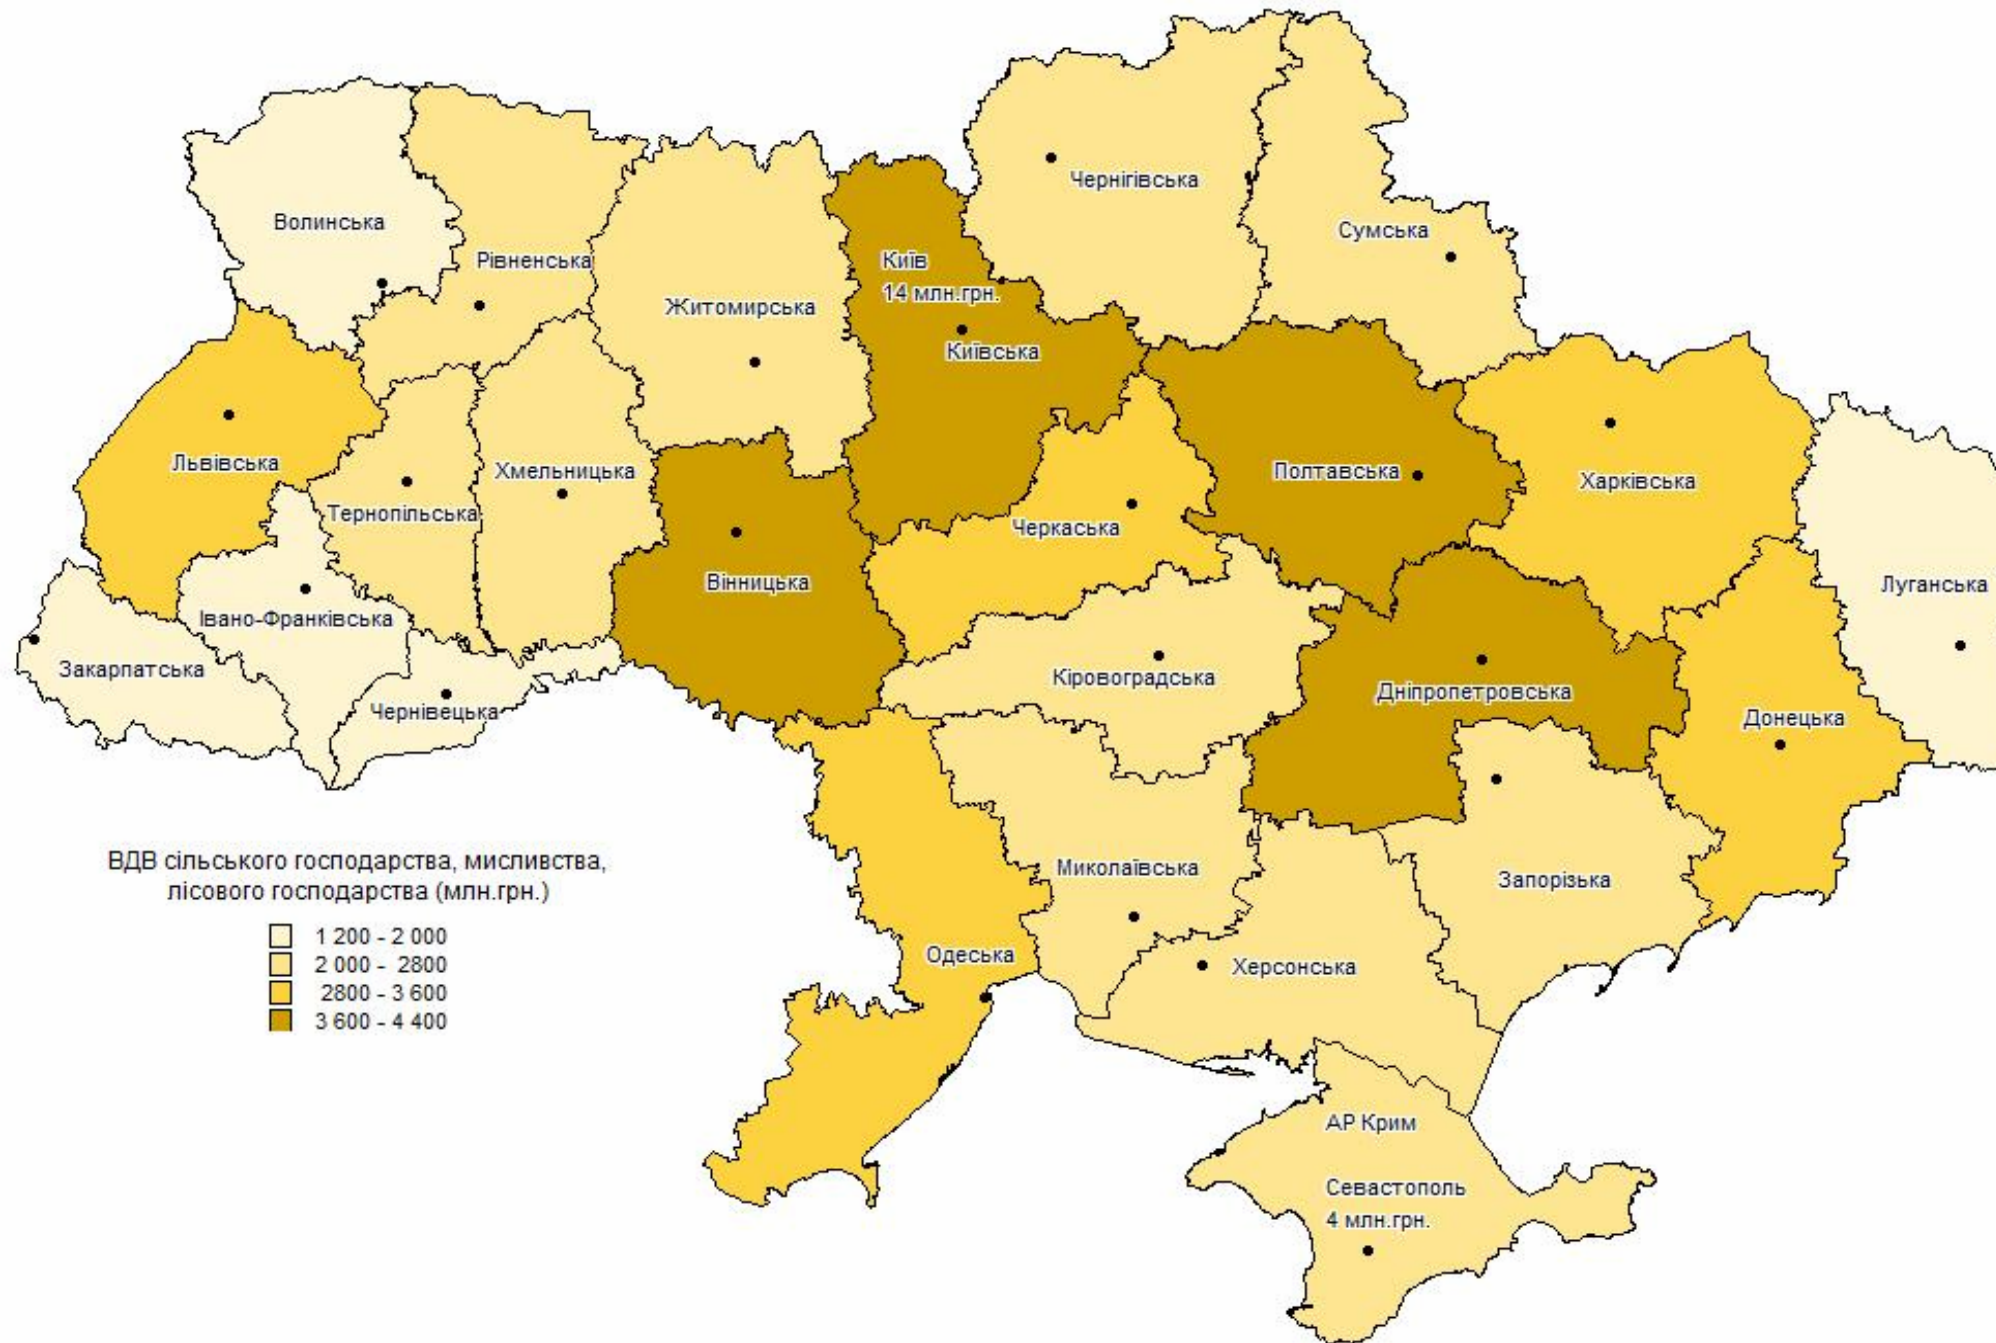 Чернігівська
Волинська
Сумська
Рівненська
Київ
14 млн.грн.
Житомирська
Київська
Львівська
Хмельницька
Полтавська
Харківська
Тернопільська
Черкаська
Вінницька
Луганська
Івано-Франківська
Закарпатська
Кіровоградська
Дніпропетровська
Чернівецька
Донецька
ВДВ сільського господарства, мисливства,
лісового господарства (млн.грн.)
1 200 - 2 000
2 000 - 2800
2800 - 3 600
3 600 - 4 400
Миколаївська
Запорізька
Одеська
Херсонська
АР Крим
Севастополь
4 млн.грн.